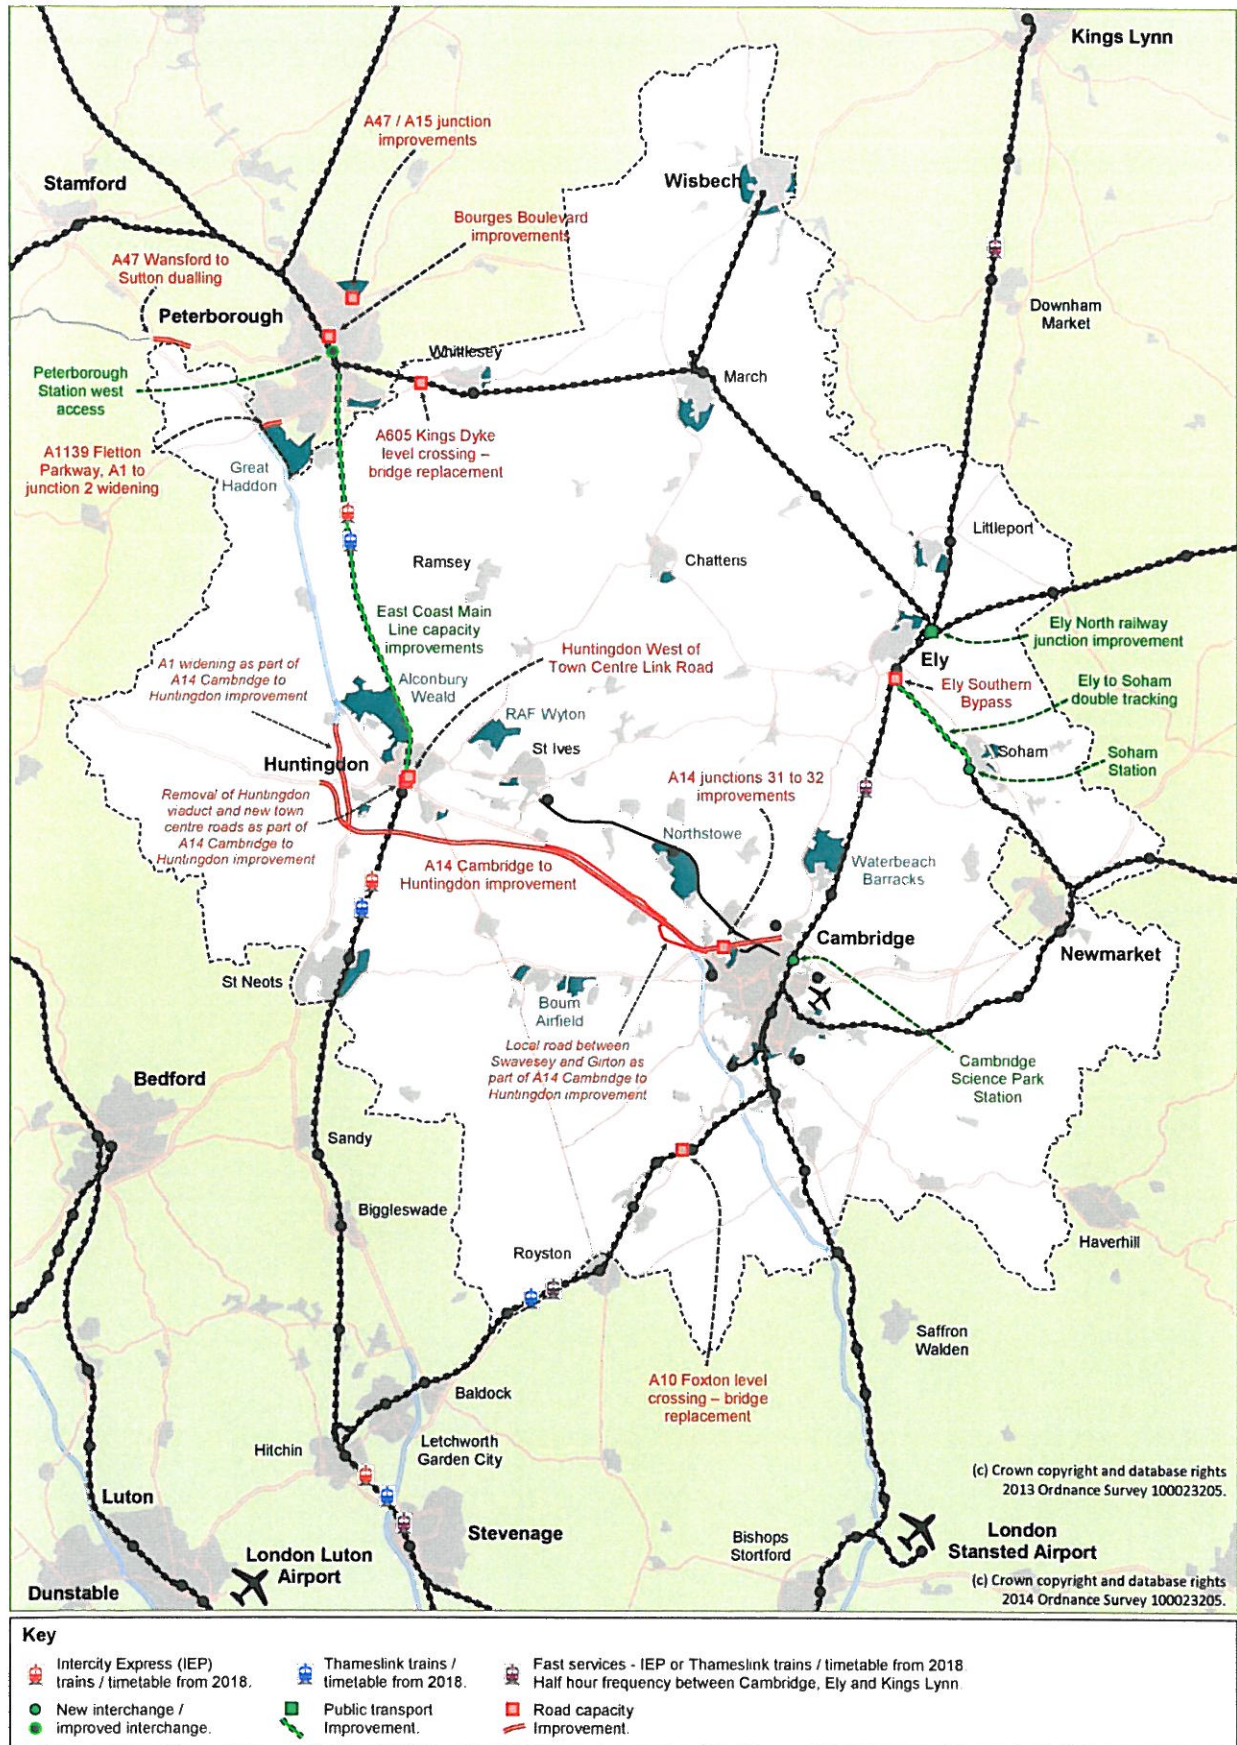 Kings Lynn
A47 / A15 junction
improvements
Stamford
Wisbech
Bourges Boulevard
improvements
A47 Wansford to
Sutton dualling
Downham
Market
Peterborough
Whittlesey
March
Peterborough
Station west
access
A605 Kings Dyke
level crossing –
bridge replacement
A1139 Fletton
Parkway, A1 to
junction 2 widening
Great
Haddon
Littleport
Ramsey
Chatteris
East Coast Main
Line capacity
improvements
Ely North railway
junction improvement
Huntingdon West of
Town Centre Link Road
Ely
A1 widening as part of
A14 Cambridge to
Huntingdon improvement
Alconbury
Weald
Ely Southern
Bypass
Ely to Soham
double tracking
RAF Wyton
St Ives
Soham
Soham
Station
Huntingdon
A14 junctions 31 to 32
improvements
Removal of Huntingdon
viaduct and new town
centre roads as part of
A14 Cambridge to
Huntingdon improvement
Northstowe
A14 Cambridge to
Huntingdon improvement
Waterbeach
Barracks
Cambridge
Newmarket
St Neots
Bourn
Airfield
Local road between
Swavesey and Girton as
part of A14 Cambridge to
Huntingdon improvement
Cambridge
Science Park
Station
Bedford
Sandy
Biggleswade
Royston
Haverhill
Saffron
Walden
A10 Foxton level
crossing – bridge
replacement
Baldock
Hitchin
Letchworth
Garden City
(c) Crown copyright and database rights
2013 Ordnance Survey 100023205.
Luton
Stevenage
Bishops
Stortford
London
Stansted Airport
London Luton
Airport
Dunstable
(c) Crown copyright and database rights
2014 Ordnance Survey 100023205.
Key
Intercity Express (IEP)
trains / timetable from 2018.
Thameslink trains /
timetable from 2018.
Fast services - IEP or Thameslink trains / timetable from 2018.
Half hour frequency between Cambridge, Ely and Kings Lynn.
New interchange /
improved interchange.
Public transport
Improvement.
Road capacity
Improvement.